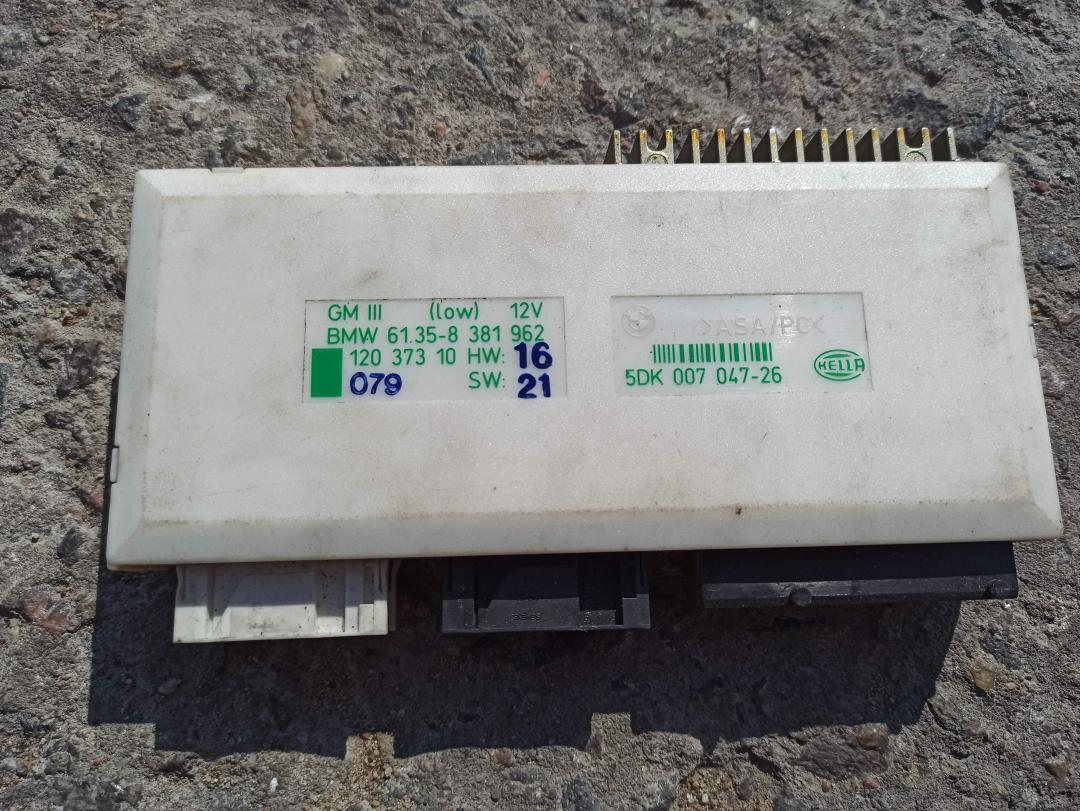 GM III (low) 12V
BMW 61.35-8 381 962
120 373 10 HW: 16
079 SW: 21
>ASA/PC<
5DK 007 047-26
HELLA